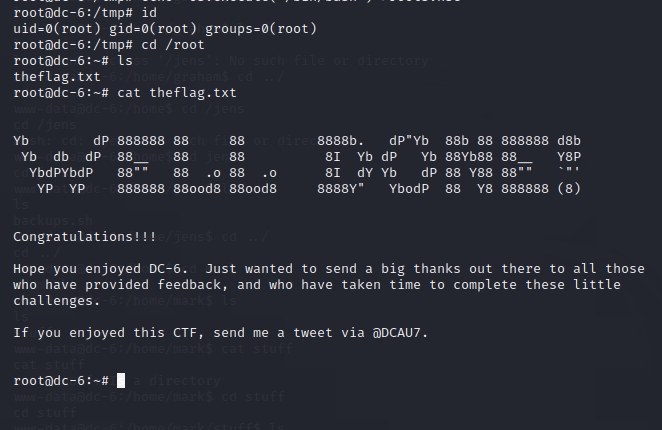 root@dc-6:/tmp# id
uid=0(root) gid=0(root) groups=0(root)
root@dc-6:/tmp# cd /root
root@dc-6:~# ls
theflag.txt
root@dc-6:~# cat theflag.txt
Yb        dP 888888 88     88         8888b.   dP"Yb  88b 88 888888 d8b
 Yb  db  dP  88__   88     88          8I  Yb dP   Yb 88Yb88 88__   Y8P
  YbdPYbdP   88""   88  .o 88  .o      8I  dY Yb   dP 88 Y88 88""   `"'
   YP  YP    888888 88ood8 88ood8     8888Y"   YbodP  88  Y8 888888 (8)
Congratulations!!!
Hope you enjoyed DC-6.  Just wanted to send a big thanks out there to all those
who have provided feedback, and who have taken time to complete these little
challenges.
If you enjoyed this CTF, send me a tweet via @DCAU7.
root@dc-6:~#